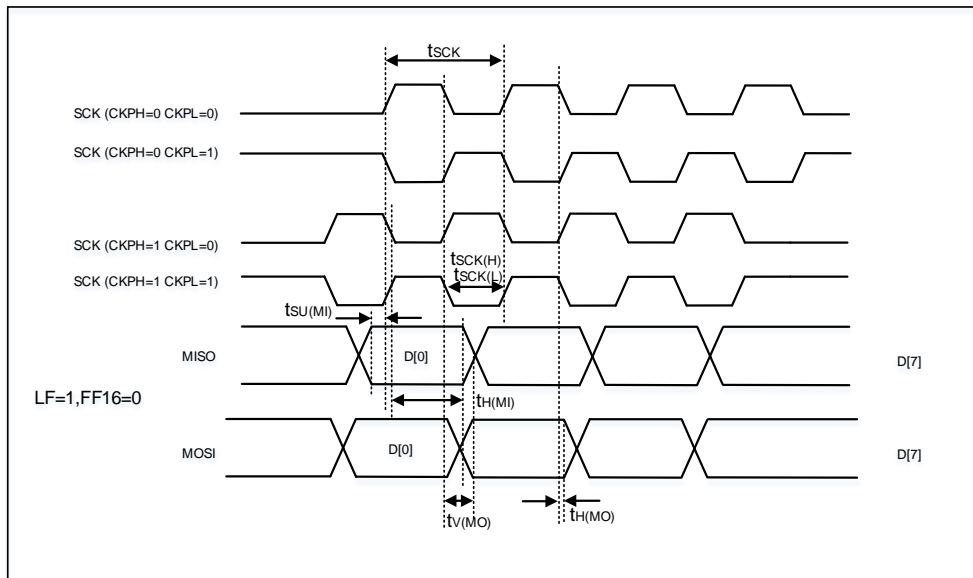 tSCK
SCK (CKPH=0 CKPL=0)
SCK (CKPH=0 CKPL=1)
SCK (CKPH=1 CKPL=0)
tSCK(H)
tSCK(L)
SCK (CKPH=1 CKPL=1)
tSU(MI)
MISO
D[0]
D[7]
LF=1,FF16=0
tH(MI)
MOSI
D[0]
D[7]
tV(MO)
tH(MO)